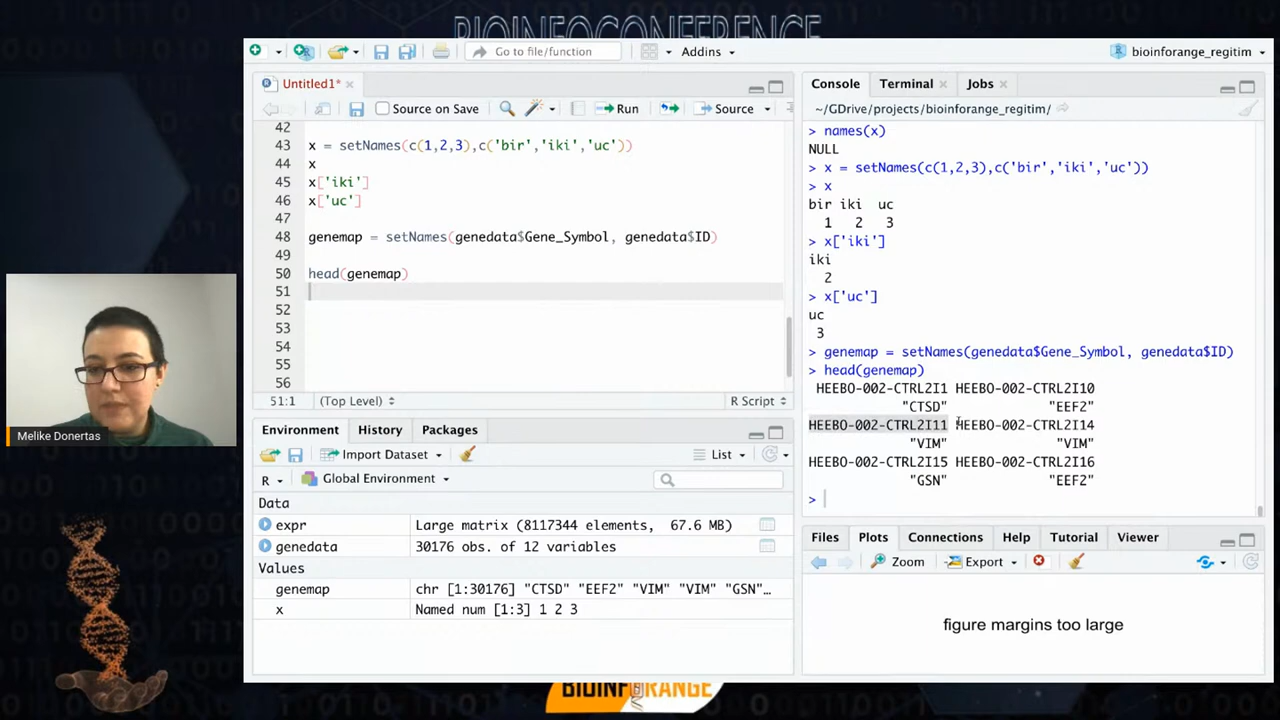 BIOINFOCONFERENCE
Go to file/function
Addins
bioinforange_regitim
Untitled1*
Source on Save
Run
Source
42
43 x = setNames(c(1,2,3),c('bir','iki','uc'))
44 x
45 x['iki']
46 x['uc']
47
48 genemap = setNames(genedata$Gene_Symbol, genedata$ID)
49
50 head(genemap)
51
52
53
54
55
56
51:1 (Top Level) R Script
Environment History Packages
Import Dataset
List
R
Global Environment
Data
expr Large matrix (8117344 elements, 67.6 MB)
genedata 30176 obs. of 12 variables
Values
genemap chr [1:30176] "CTSD" "EEF2" "VIM" "VIM" "GSN"…
x Named num [1:3] 1 2 3
Console Terminal Jobs
~/GDrive/projects/bioinforange_regitim/
> names(x)
NULL
> x = setNames(c(1,2,3),c('bir','iki','uc'))
> x
bir iki uc
1 2 3
> x['iki']
iki
2
> x['uc']
uc
3
> genemap = setNames(genedata$Gene_Symbol, genedata$ID)
> head(genemap)
HEEBO-002-CTRL2I1 HEEBO-002-CTRL2I10
"CTSD" "EEF2"
HEEBO-002-CTRL2I11 HEEBO-002-CTRL2I14
"VIM" "VIM"
HEEBO-002-CTRL2I15 HEEBO-002-CTRL2I16
"GSN" "EEF2"
>
Files Plots Connections Help Tutorial Viewer
Zoom
Export
figure margins too large
Melike Donertas
BIOINFORANGE